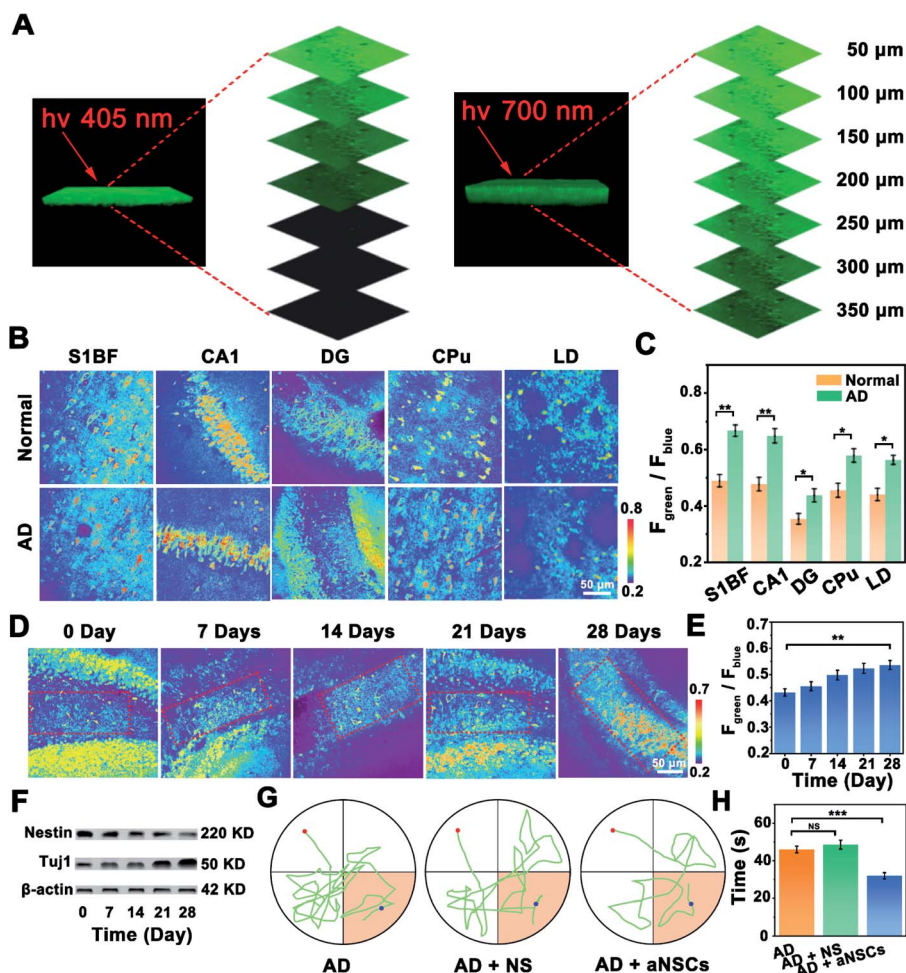 A
hv 405 nm
hv 700 nm
50 µm
100 µm
150 µm
200 µm
250 µm
300 µm
350 µm
B
S1BF CA1 DG CPu LD
Normal
AD
0.8
0.2
50 µm
C
Normal
AD
F green / F blue
0.8
0.6
0.4
0.2
** ** * * *
S1BF CA1 DG CPu LD
D
0 Day 7 Days 14 Days 21 Days 28 Days
0.7
0.2
50 µm
E
F green / F blue
0.7
0.6
0.5
0.4
0.3
0.2
**
0 7 14 21 28
Time (Day)
F
Nestin 220 KD
Tuj1 50 KD
β-actin 42 KD
0 7 14 21 28
Time (Day)
G
AD AD + NS AD + aNSCs
H
Time (s)
60
40
20
0
***
NS
AD
AD + NS
AD + aNSCs